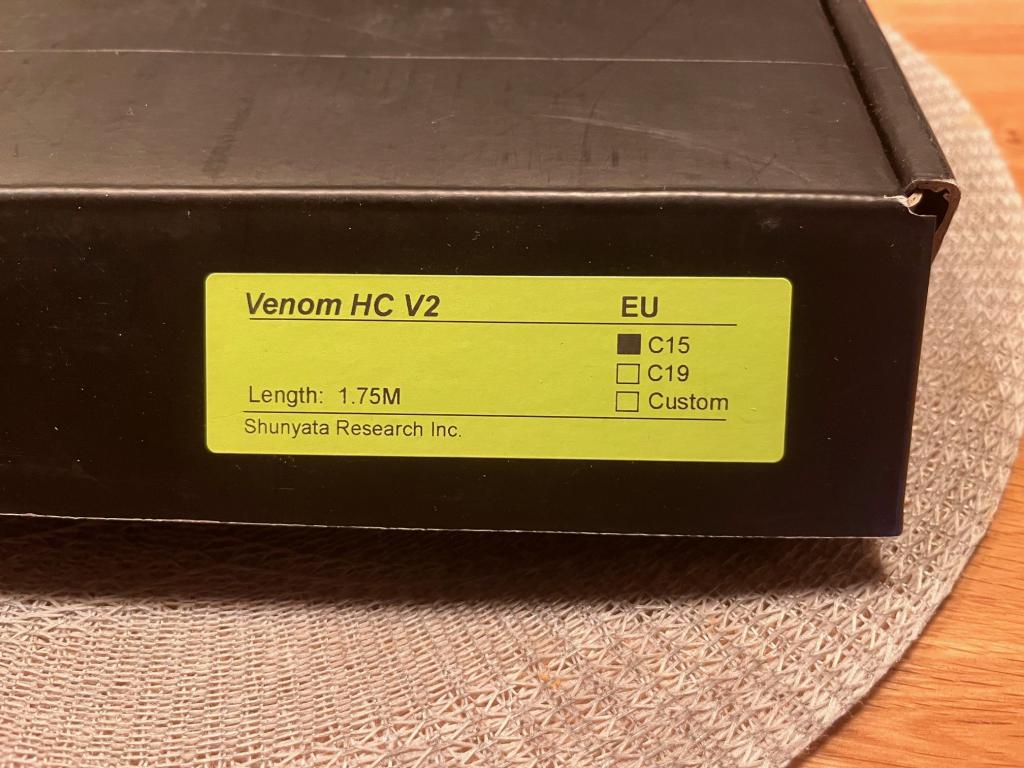 Venom HC V2 EU
C15
C19
Length: 1.75M Custom
Shunyata Research Inc.